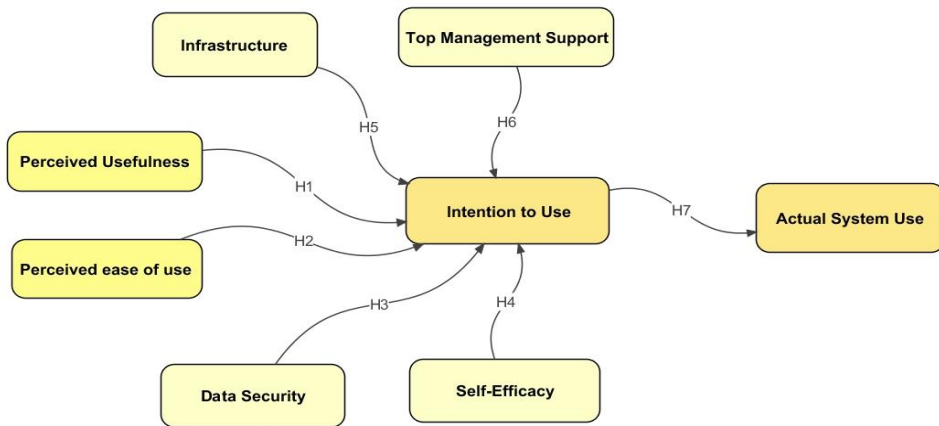 Top Management Support
Infrastructure
H5
H6
Perceived Usefulness
H1
Intention to Use
H7
Actual System Use
H2
Perceived ease of use
H3
H4
Data Security
Self-Efficacy